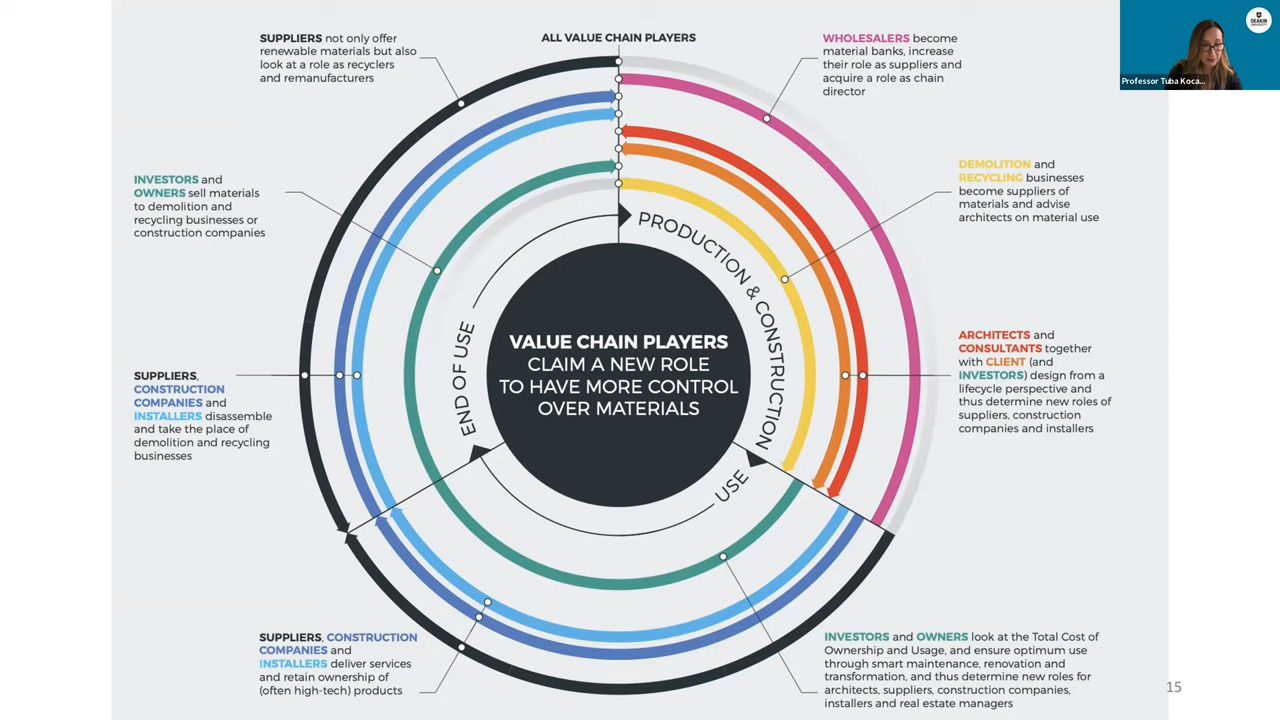 SUPPLIERS not only offer
renewable materials but also
look at a role as recyclers
and remanufacturers
ALL VALUE CHAIN PLAYERS
WHOLESALERS become
material banks, increase
their role as suppliers and
acquire a role as chain
director
DEAKIN
UNIVERSITY
Professor Tuba Koca...
INVESTORS and
OWNERS sell materials
to demolition and
recycling businesses or
construction companies
DEMOLITION and
RECYCLING businesses
become suppliers of
materials and advise
architects on material use
PRODUCTION & CONSTRUCTION
END OF USE
USE
VALUE CHAIN PLAYERS
CLAIM A NEW ROLE
TO HAVE MORE CONTROL
OVER MATERIALS
SUPPLIERS,
CONSTRUCTION
COMPANIES and
INSTALLERS disassemble
and take the place of
demolition and recycling
businesses
ARCHITECTS and
CONSULTANTS together
with CLIENT (and
INVESTORS) design from a
lifecycle perspective and
thus determine new roles of
suppliers, construction
companies and installers
SUPPLIERS, CONSTRUCTION
COMPANIES and
INSTALLERS deliver services
and retain ownership of
(often high-tech) products
INVESTORS and OWNERS look at the Total Cost of
Ownership and Usage, and ensure optimum use
through smart maintenance, renovation and
transformation, and thus determine new roles for
architects, suppliers, construction companies,
installers and real estate managers
15